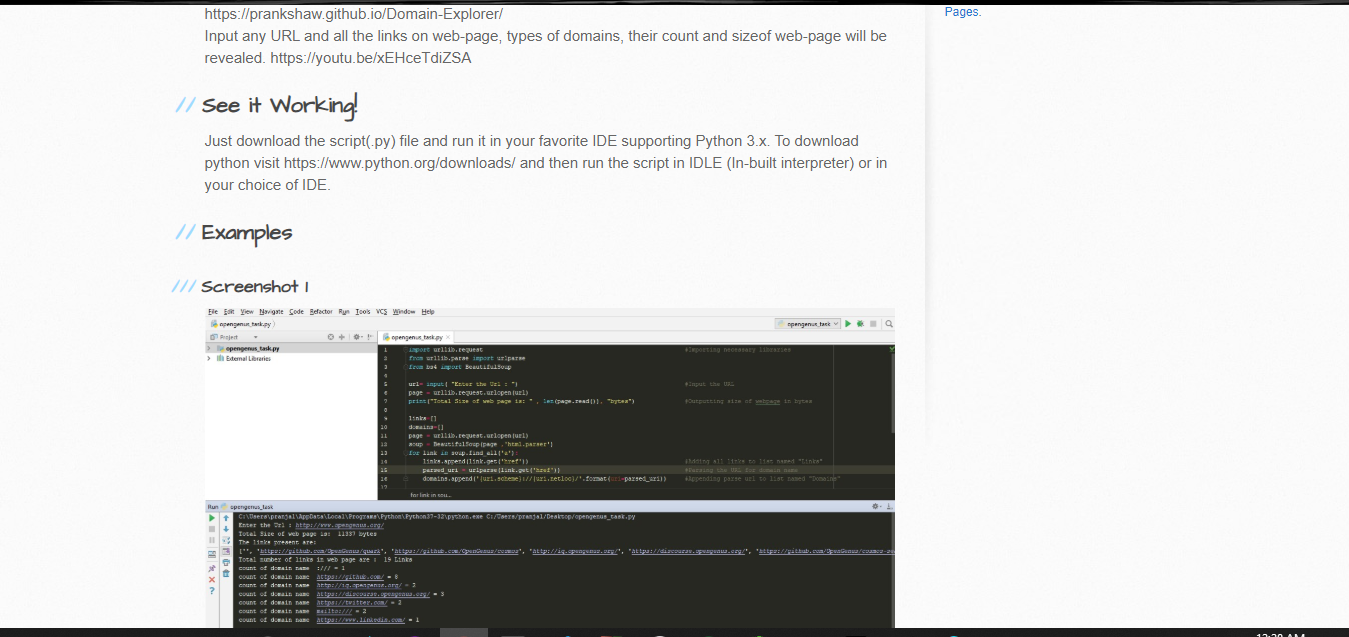 https://prankshaw.github.io/Domain-Explorer/
Pages.
Input any URL and all the links on web-page, types of domains, their count and sizeof web-page will be
revealed. https://youtu.be/xEHceTdiZSA
// See it Working!
Just download the script(.py) file and run it in your favorite IDE supporting Python 3.x. To download
python visit https://www.python.org/downloads/ and then run the script in IDLE (In-built interpreter) or in
your choice of IDE.
// Examples
/// Screenshot 1
File Edit View Navigate Code Refactor Run Tools VCS Window Help
opengenus_task.py
opengenus_task
Project
opengenus_task.py
opengenus_task.py
External Libraries
1 import urllib.request #Importing necessary libraries
2 from urllib.parse import urlparse
3 from bs4 import BeautifulSoup
4
5 url= input( "Enter the Url : ") #Input the URL
6 page = urllib.request.urlopen(url)
7 print("Total Size of web page is: " , len(page.read()), "bytes") #Outputting size of webpage in bytes
8
9 links=[]
10 domains=[]
11 page = urllib.request.urlopen(url)
12 soup = BeautifulSoup(page ,'html.parser')
13 for link in soup.find_all('a'):
14 links.append(link.get('href')) #Adding all links to list named "Links"
15 parsed_uri = urlparse(link.get('href')) #Parsing the URL for domain name
16 domains.append('{uri.scheme}://{uri.netloc}/'.format(uri=parsed_uri)) #Appending parse url to list named "Domains"
17
for link in sou...
Run opengenus_task
C:\Users\pranjal\AppData\Local\Programs\Python\Python37-32\python.exe C:/Users/pranjal/Desktop/opengenus_task.py
Enter the Url : http://www.opengenus.org/
Total Size of web page is: 11337 bytes
The links present are:
['', 'https://github.com/OpenGenus/quark', 'https://github.com/OpenGenus/cosmos', 'http://iq.opengenus.org/', 'https://discourse.opengenus.org/', 'https://github.com/OpenGenus/cosmos-se
Total number of links in web page are : 19 Links
count of domain name :/// = 1
count of domain name https://github.com/ = 8
count of domain name http://iq.opengenus.org/ = 2
count of domain name https://discourse.opengenus.org/ = 3
count of domain name https://twitter.com/ = 2
count of domain name mailto:/// = 2
count of domain name https://www.linkedin.com/ = 1